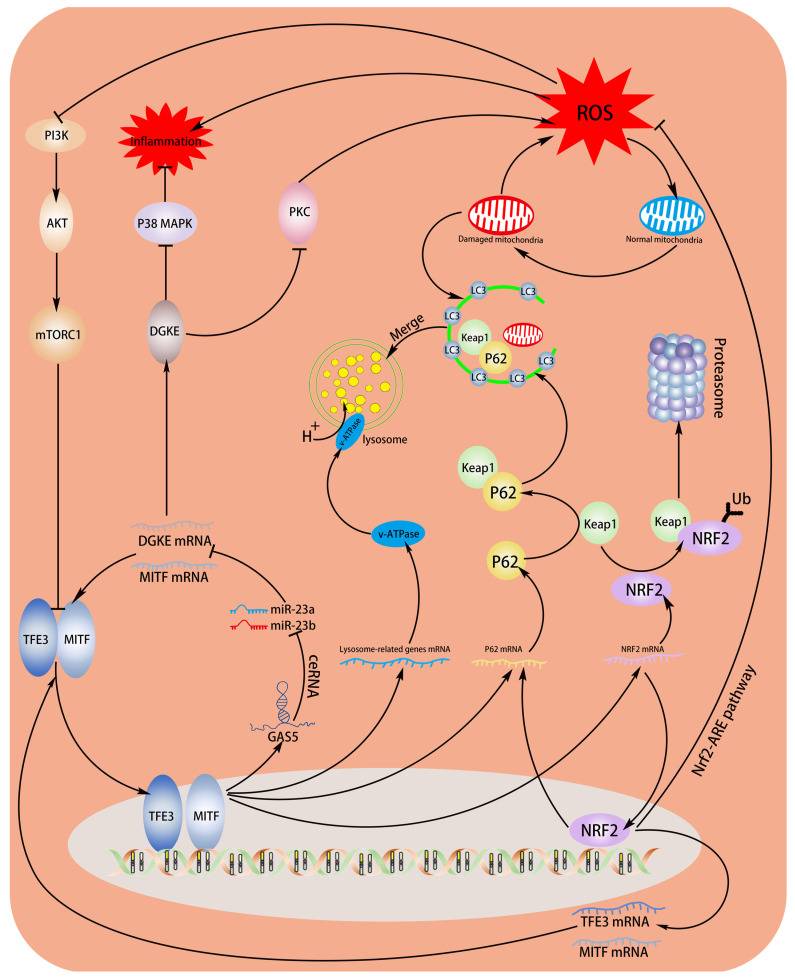 ROS
PI3K
inflammation
AKT
P38 MAPK
PKC
Damaged mitochondria
Normal mitochondria
LC3
LC3
LC3
LC3
LC3
LC3
LC3
Keap1
P62
Merge
mTORC1
DGKE
Proteasome
H+
v-ATPase
lysosome
Keap1
P62
Ub
Keap1
Keap1
NRF2
v-ATPase
DGKE mRNA
MITF mRNA
P62
NRF2
miR-23a
miR-23b
TFE3
MITF
Lysosome-related genes mRNA
P62 mRNA
NRF2 mRNA
ceRNA
GAS5
Nrf2-ARE pathway
TFE3
MITF
NRF2
TFE3 mRNA
MITF mRNA